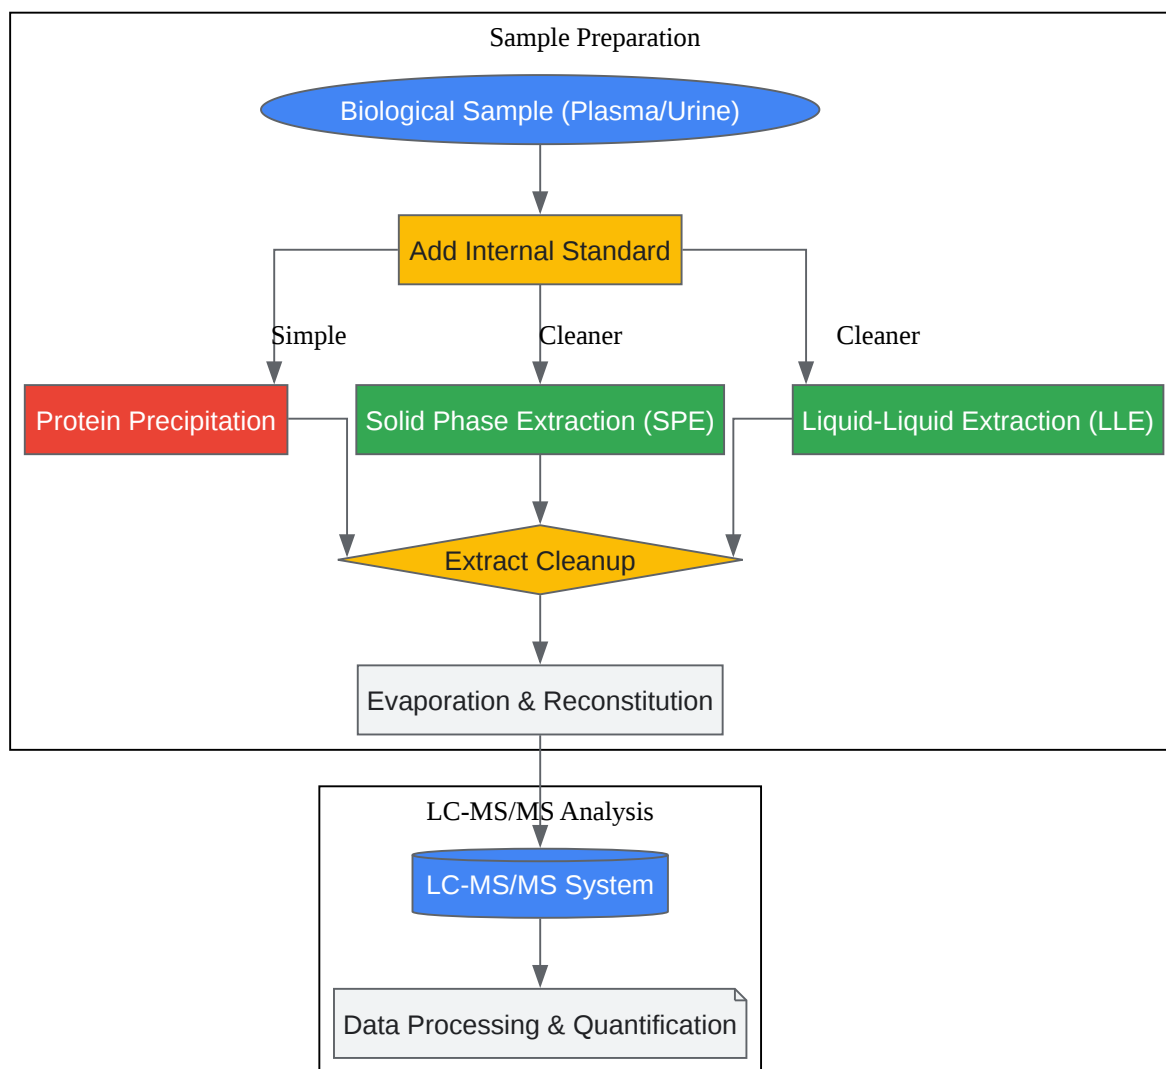 Sample Preparation
Biological Sample (Plasma/Urine)
Add Internal Standard
Simple
Cleaner
Cleaner
Protein Precipitation
Solid Phase Extraction (SPE)
Liquid-Liquid Extraction (LLE)
Extract Cleanup
Evaporation & Reconstitution
LC-MS/MS Analysis
LC-MS/MS System
Data Processing & Quantification